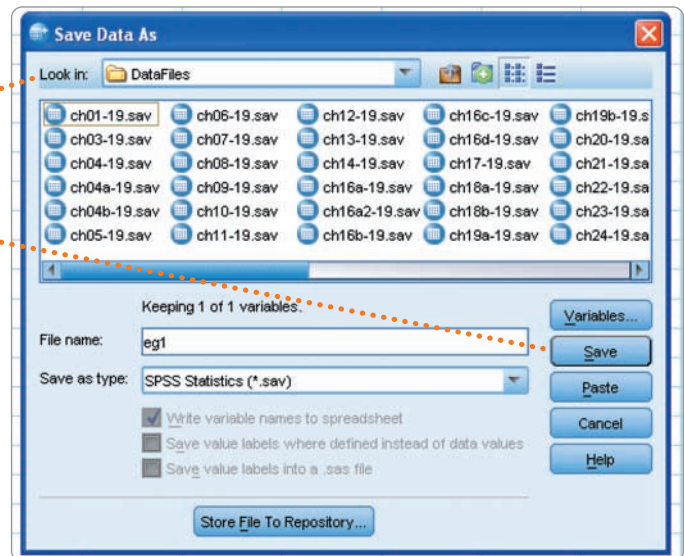 Save Data As
Look in: DataFiles
ch01-19.sav ch06-19.sav ch12-19.sav ch16c-19.sav ch19b-19.s
ch03-19.sav ch07-19.sav ch13-19.sav ch16d-19.sav ch20-19.sa
ch04-19.sav ch08-19.sav ch14-19.sav ch17-19.sav ch21-19.sa
ch04a-19.sav ch09-19.sav ch16a-19.sav ch18a-19.sav ch22-19.sa
ch04b-19.sav ch10-19.sav ch16a2-19.sav ch18b-19.sav ch23-19.sa
ch05-19.sav ch11-19.sav ch16b-19.sav ch19a-19.sav ch24-19.sa
Keeping 1 of 1 variables.
Variables...
File name: eg1
Save
Save as type: SPSS Statistics (*.sav)
Paste
Write variable names to spreadsheet
Cancel
Save value labels where defined instead of data values
Save value labels into a .sas file
Help
Store File To Repository...